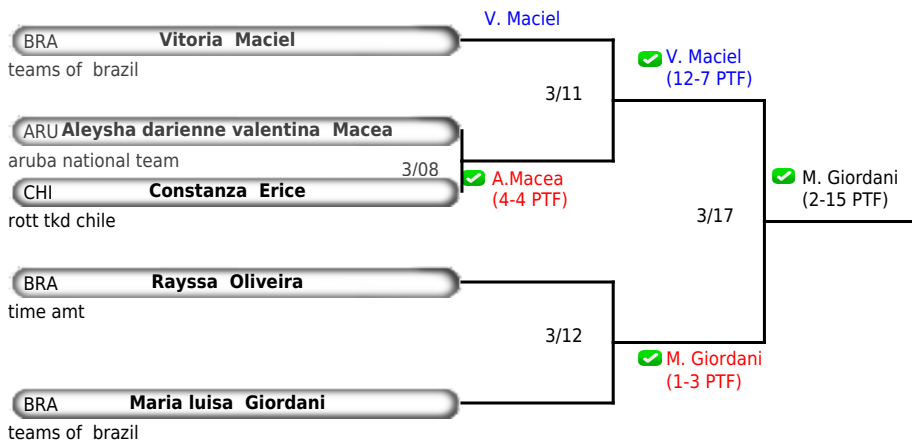 V. Maciel
BRA Vitoria Maciel
teams of brazil
V. Maciel
(12-7 PTF)
3/11
ARU Aleysha darienne valentina Macea
aruba national team
3/08
A.Macea
(4-4 PTF)
CHI Constanza Erice
rott tkd chile
M. Giordani
(2-15 PTF)
3/17
BRA Rayssa Oliveira
time amt
3/12
M. Giordani
(1-3 PTF)
BRA Maria luisa Giordani
teams of brazil